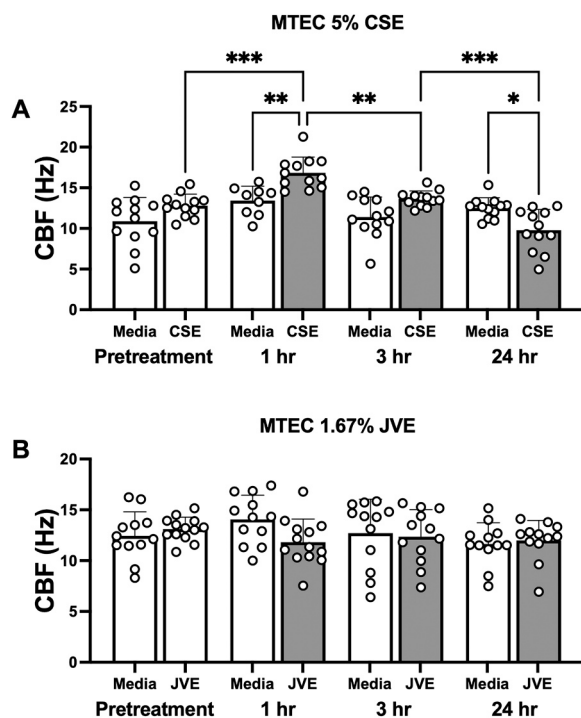 MTEC 5% CSE
A
*** ***
** ** *
25
20
15
10
5
0
CBF (Hz)
Media CSE Media CSE Media CSE Media CSE
Pretreatment 1 hr 3 hr 24 hr
MTEC 1.67% JVE
B
20
15
10
5
0
CBF (Hz)
Media JVE Media JVE Media JVE Media JVE
Pretreatment 1 hr 3 hr 24 hr